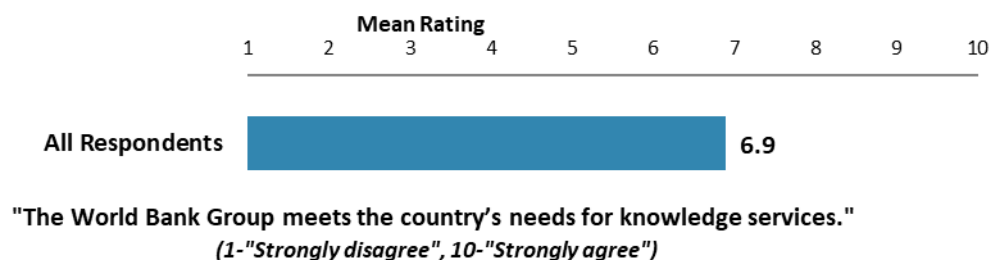 Mean Rating
1 2 3 4 5 6 7 8 9 10
All Respondents 6.9
"The World Bank Group meets the country’s needs for knowledge services."
(1-"Strongly disagree", 10-"Strongly agree")